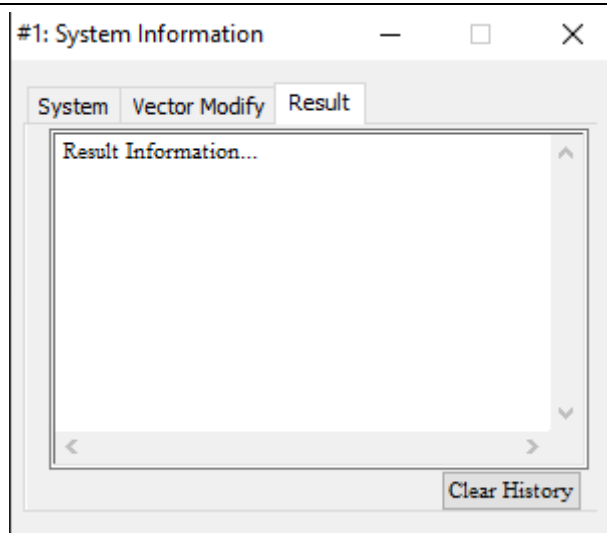 #1: System Information
System Vector Modify Result
Result Information...
Clear History